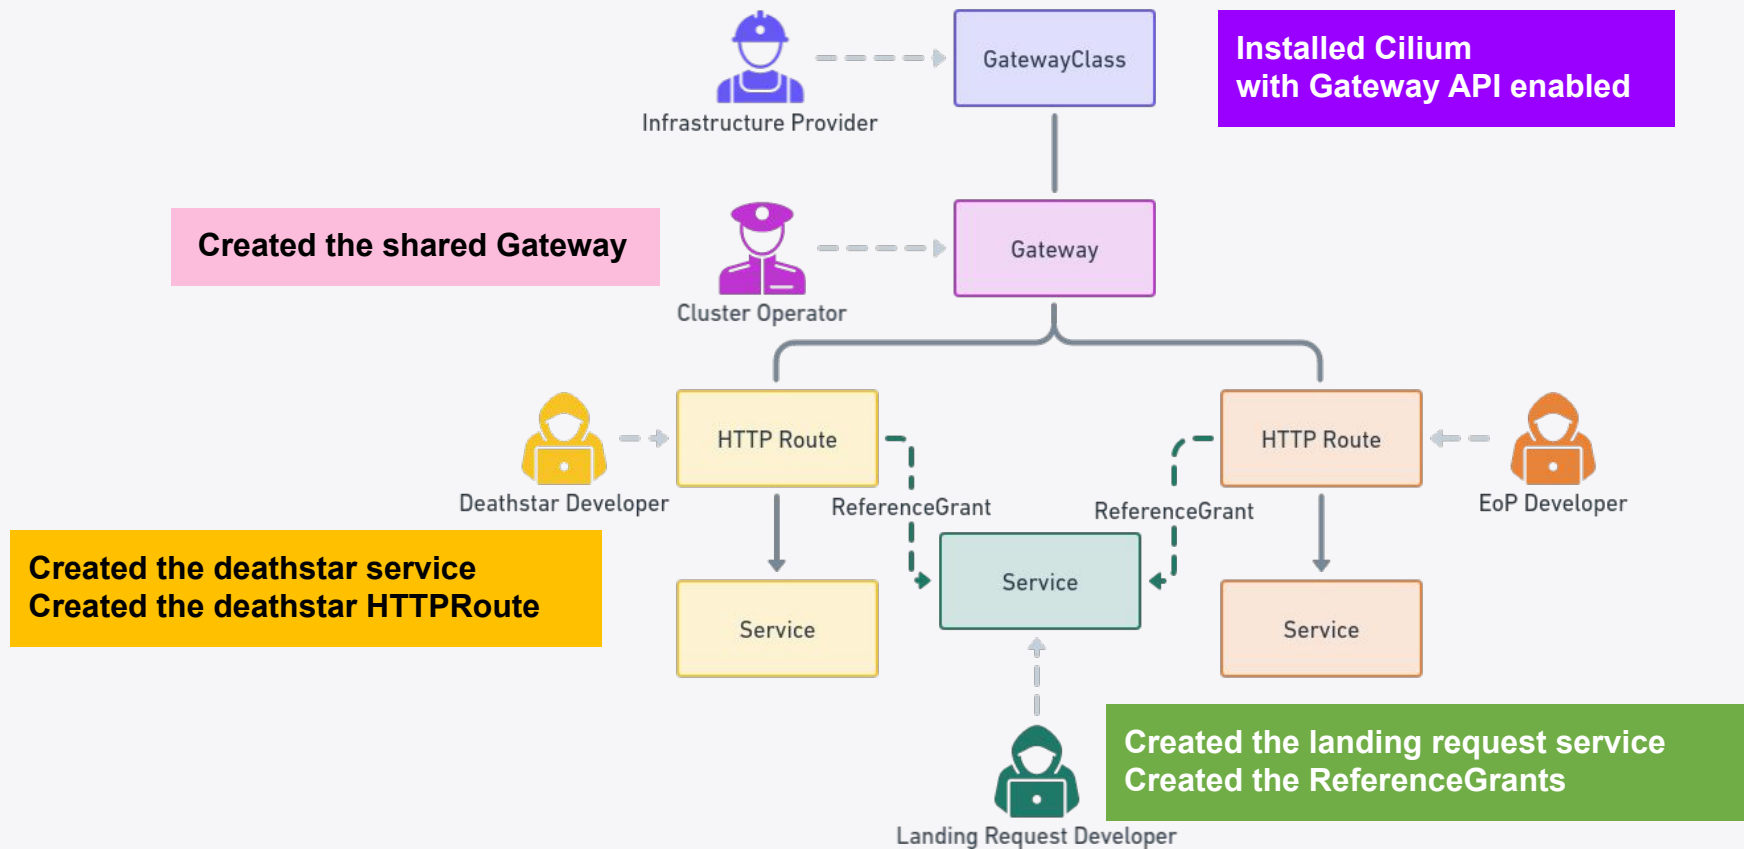 GatewayClass
Installed Cilium
with Gateway API enabled
Infrastructure Provider
Created the shared Gateway
Gateway
Cluster Operator
HTTP Route
HTTP Route
Deathstar Developer
ReferenceGrant
ReferenceGrant
EoP Developer
Created the deathstar service
Created the deathstar HTTPRoute
Service
Service
Service
Created the landing request service
Created the ReferenceGrants
Landing Request Developer